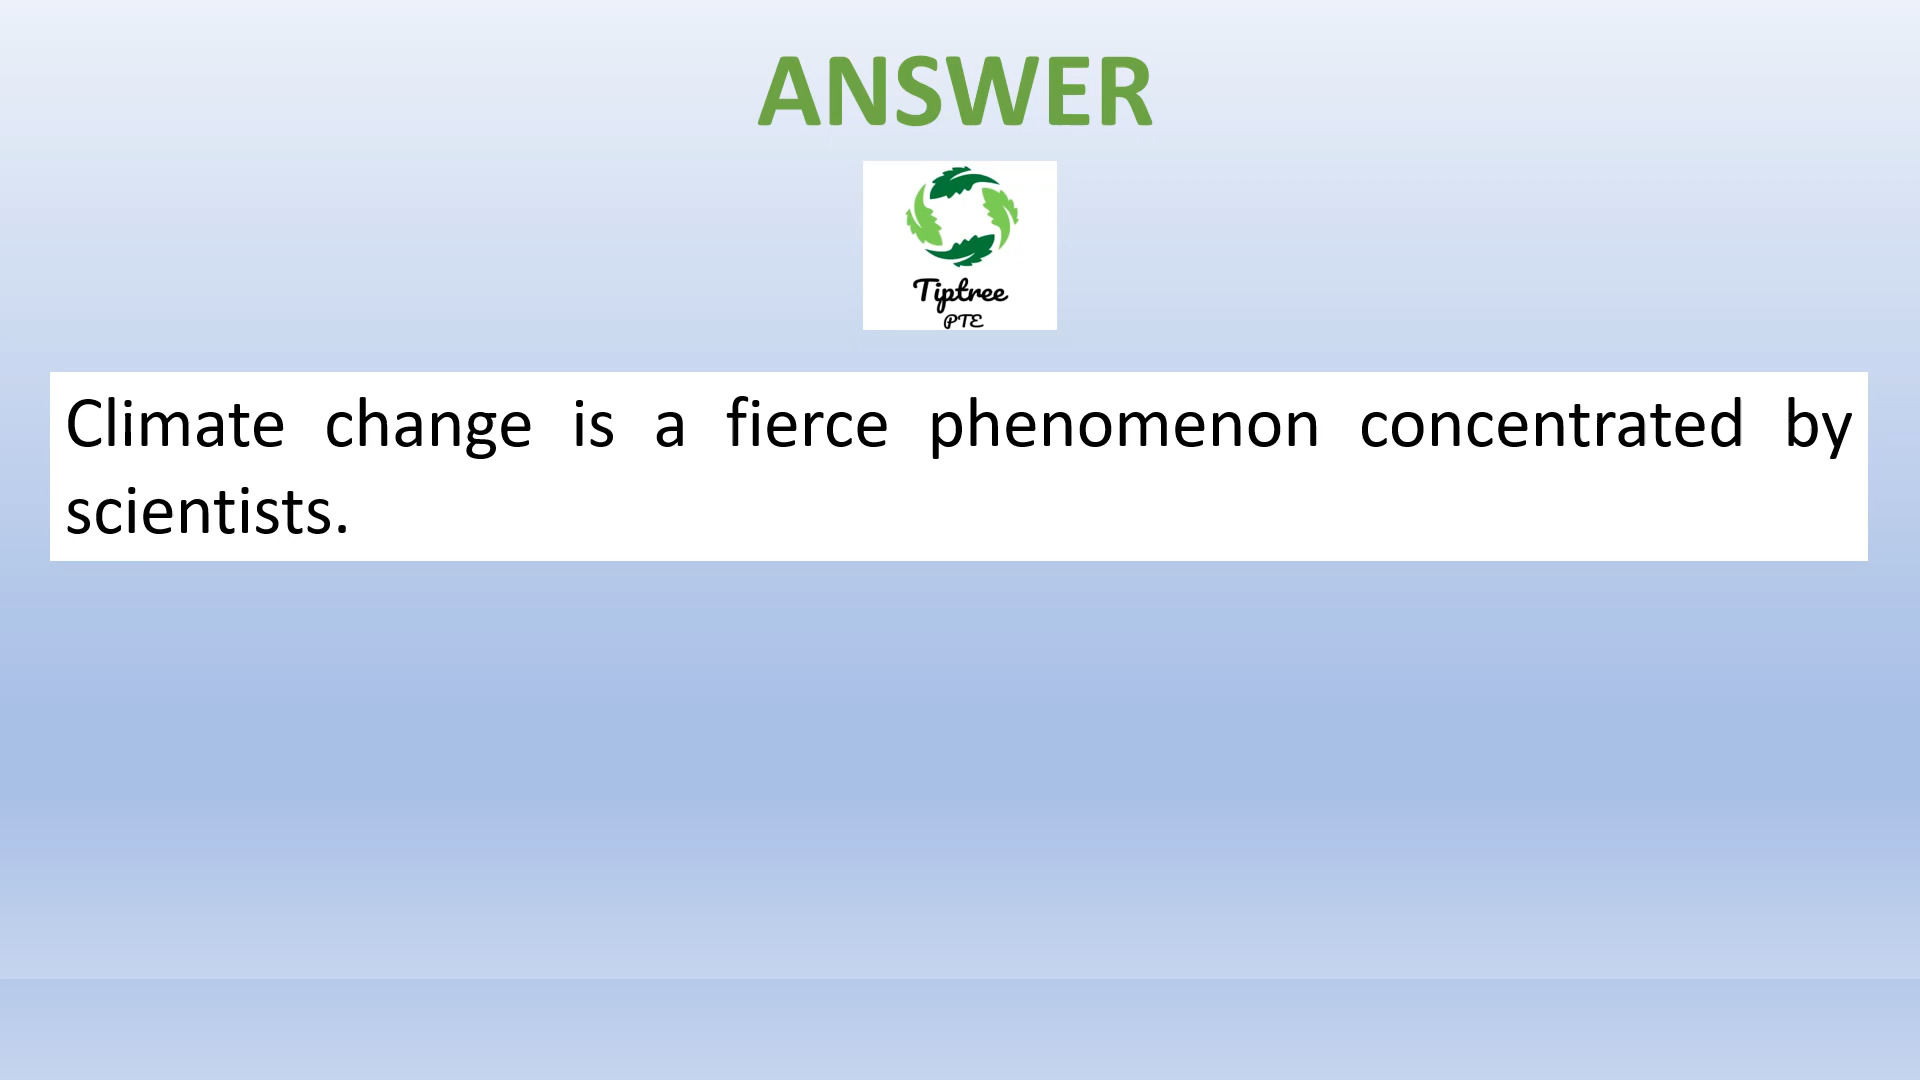 ANSWER
Tiptree
PTE
Climate change is a fierce phenomenon concentrated by
scientists.